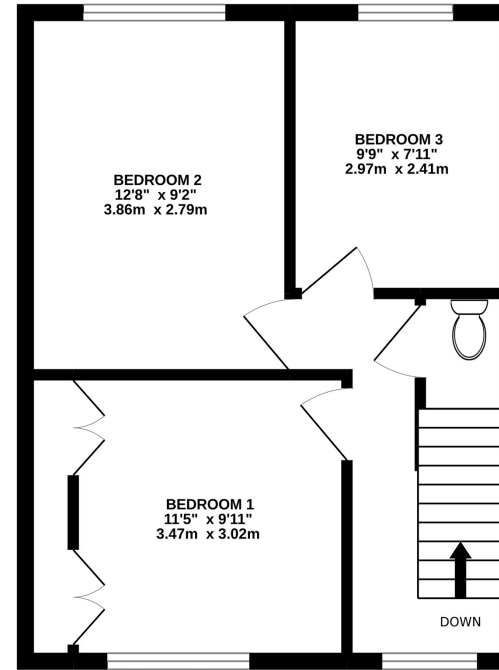 BEDROOM 3
9'9" x 7'11"
2.97m x 2.41m
BEDROOM 2
12'8" x 9'2"
3.86m x 2.79m
BEDROOM 1
11'5" x 9'11"
3.47m x 3.02m
DOWN